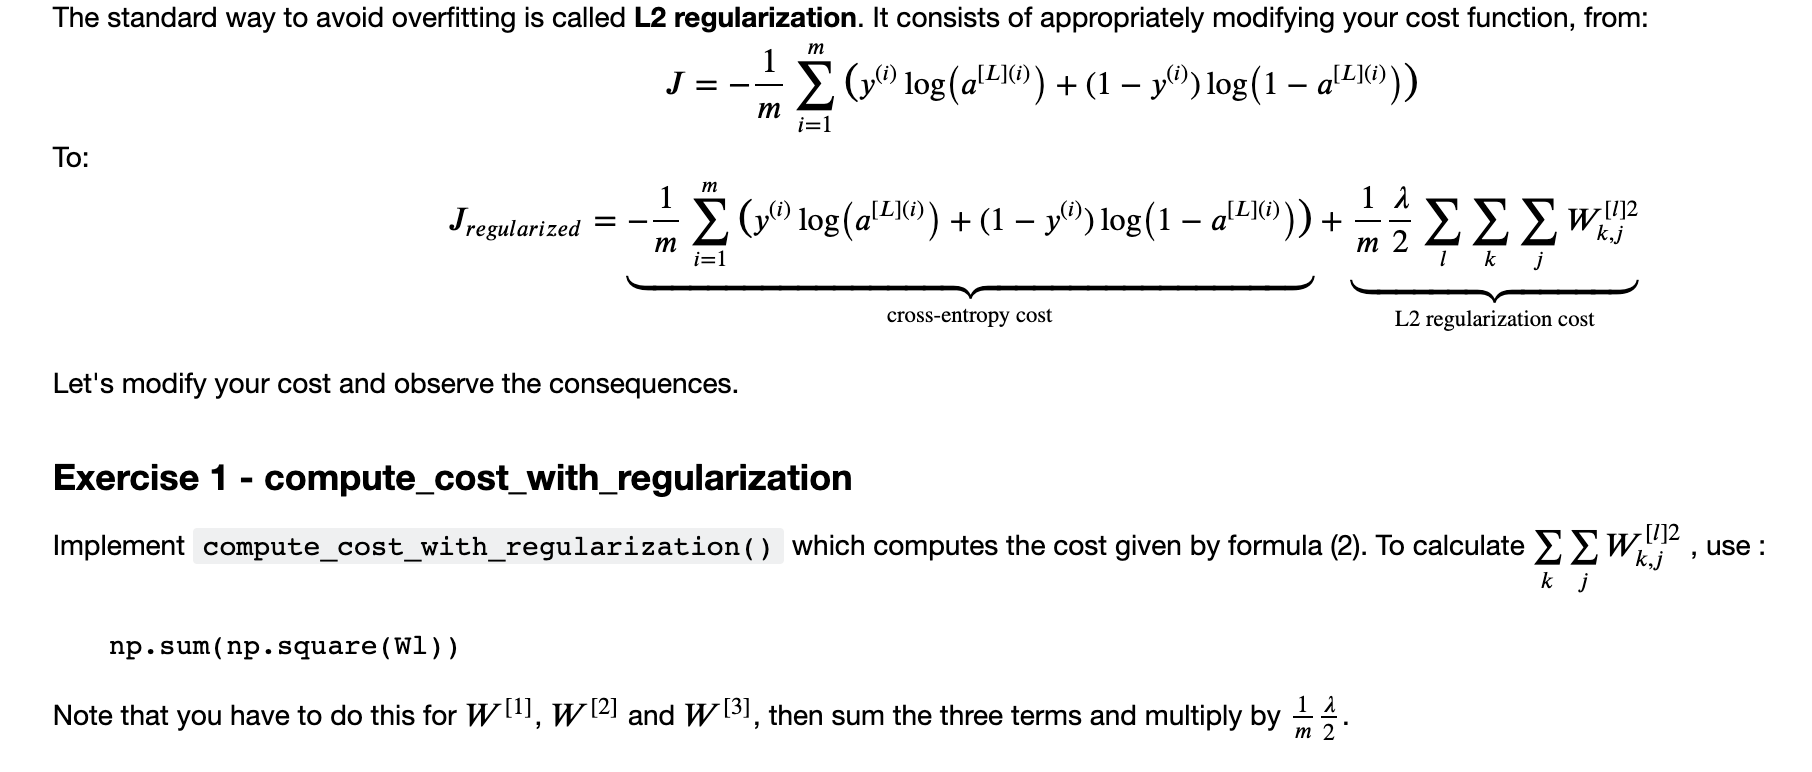 The standard way to avoid overfitting is called L2 regularization. It consists of appropriately modifying your cost function, from:
J = -\frac{1}{m} \sum_{i=1}^{m} \left( y^{(i)} \log\left(a^{[L](i)}\right) + (1 - y^{(i)}) \log\left(1 - a^{[L](i)}\right) \right)
To:
J_{regularized} = \underbrace{-\frac{1}{m} \sum_{i=1}^{m} \left( y^{(i)} \log\left(a^{[L](i)}\right) + (1 - y^{(i)}) \log\left(1 - a^{[L](i)}\right) \right)}_{\text{cross-entropy cost}} + \underbrace{\frac{1}{m} \frac{\lambda}{2} \sum_{l} \sum_{k} \sum_{j} W_{k,j}^{[l]2}}_{\text{L2 regularization cost}}
Let's modify your cost and observe the consequences.
Exercise 1 - compute_cost_with_regularization
Implement compute_cost_with_regularization() which computes the cost given by formula (2). To calculate \sum_{k} \sum_{j} W_{k,j}^{[l]2} , use :
np.sum(np.square(Wl))
Note that you have to do this for W^{[1]}, W^{[2]} and W^{[3]}, then sum the three terms and multiply by \frac{1}{m} \frac{\lambda}{2}.